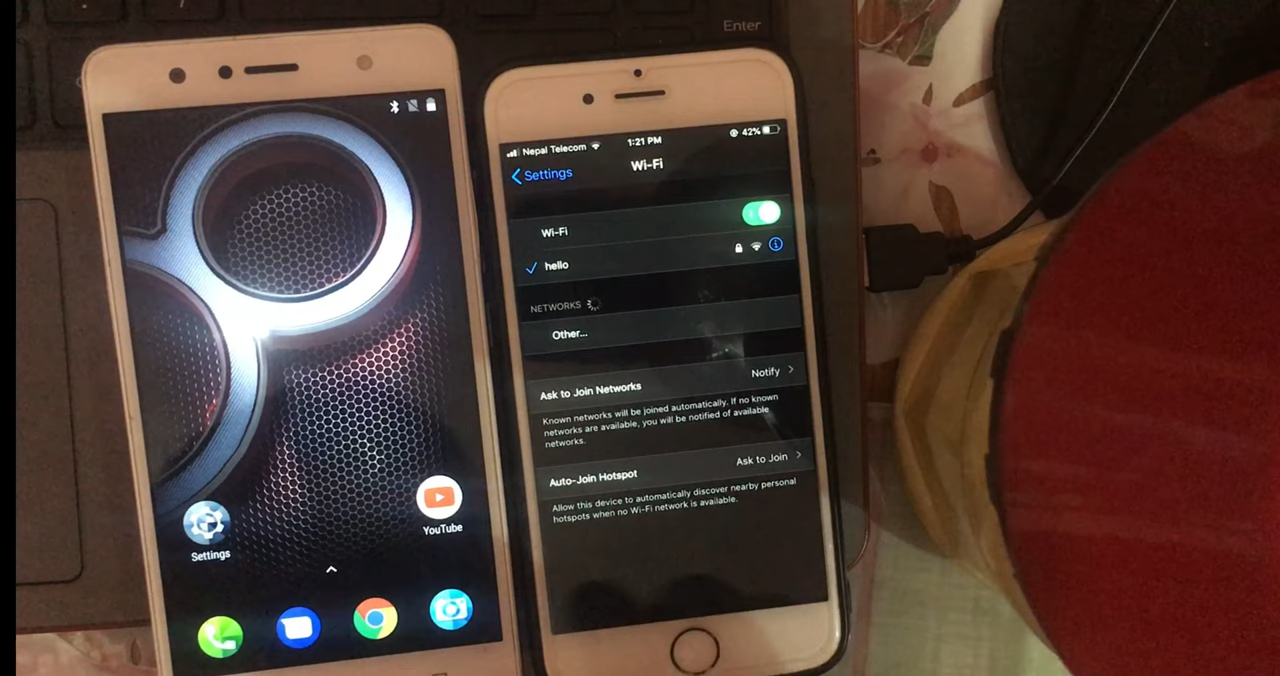 Enter
Nepal Telecom
1:21 PM
42%
Settings
Wi-Fi
Wi-Fi
hello
NETWORKS
Other...
Ask to Join Networks
Notify
Known networks will be joined automatically. If no known
networks are available, you will be notified of available
networks.
Auto-Join Hotspot
Ask to Join
Allow this device to automatically discover nearby personal
hotspots when no Wi-Fi network is available.
Settings
YouTube